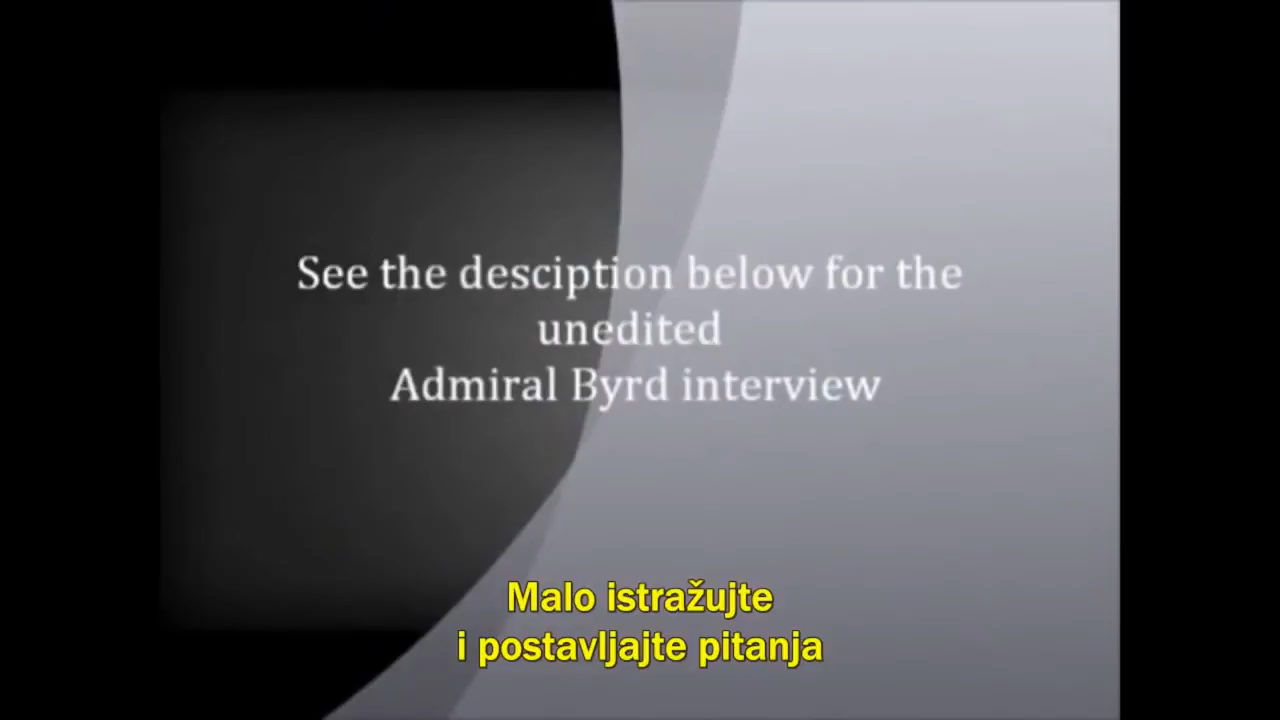 See the desciption below for the
unedited
Admiral Byrd interview
Malo istražujte
i postavljajte pitanja